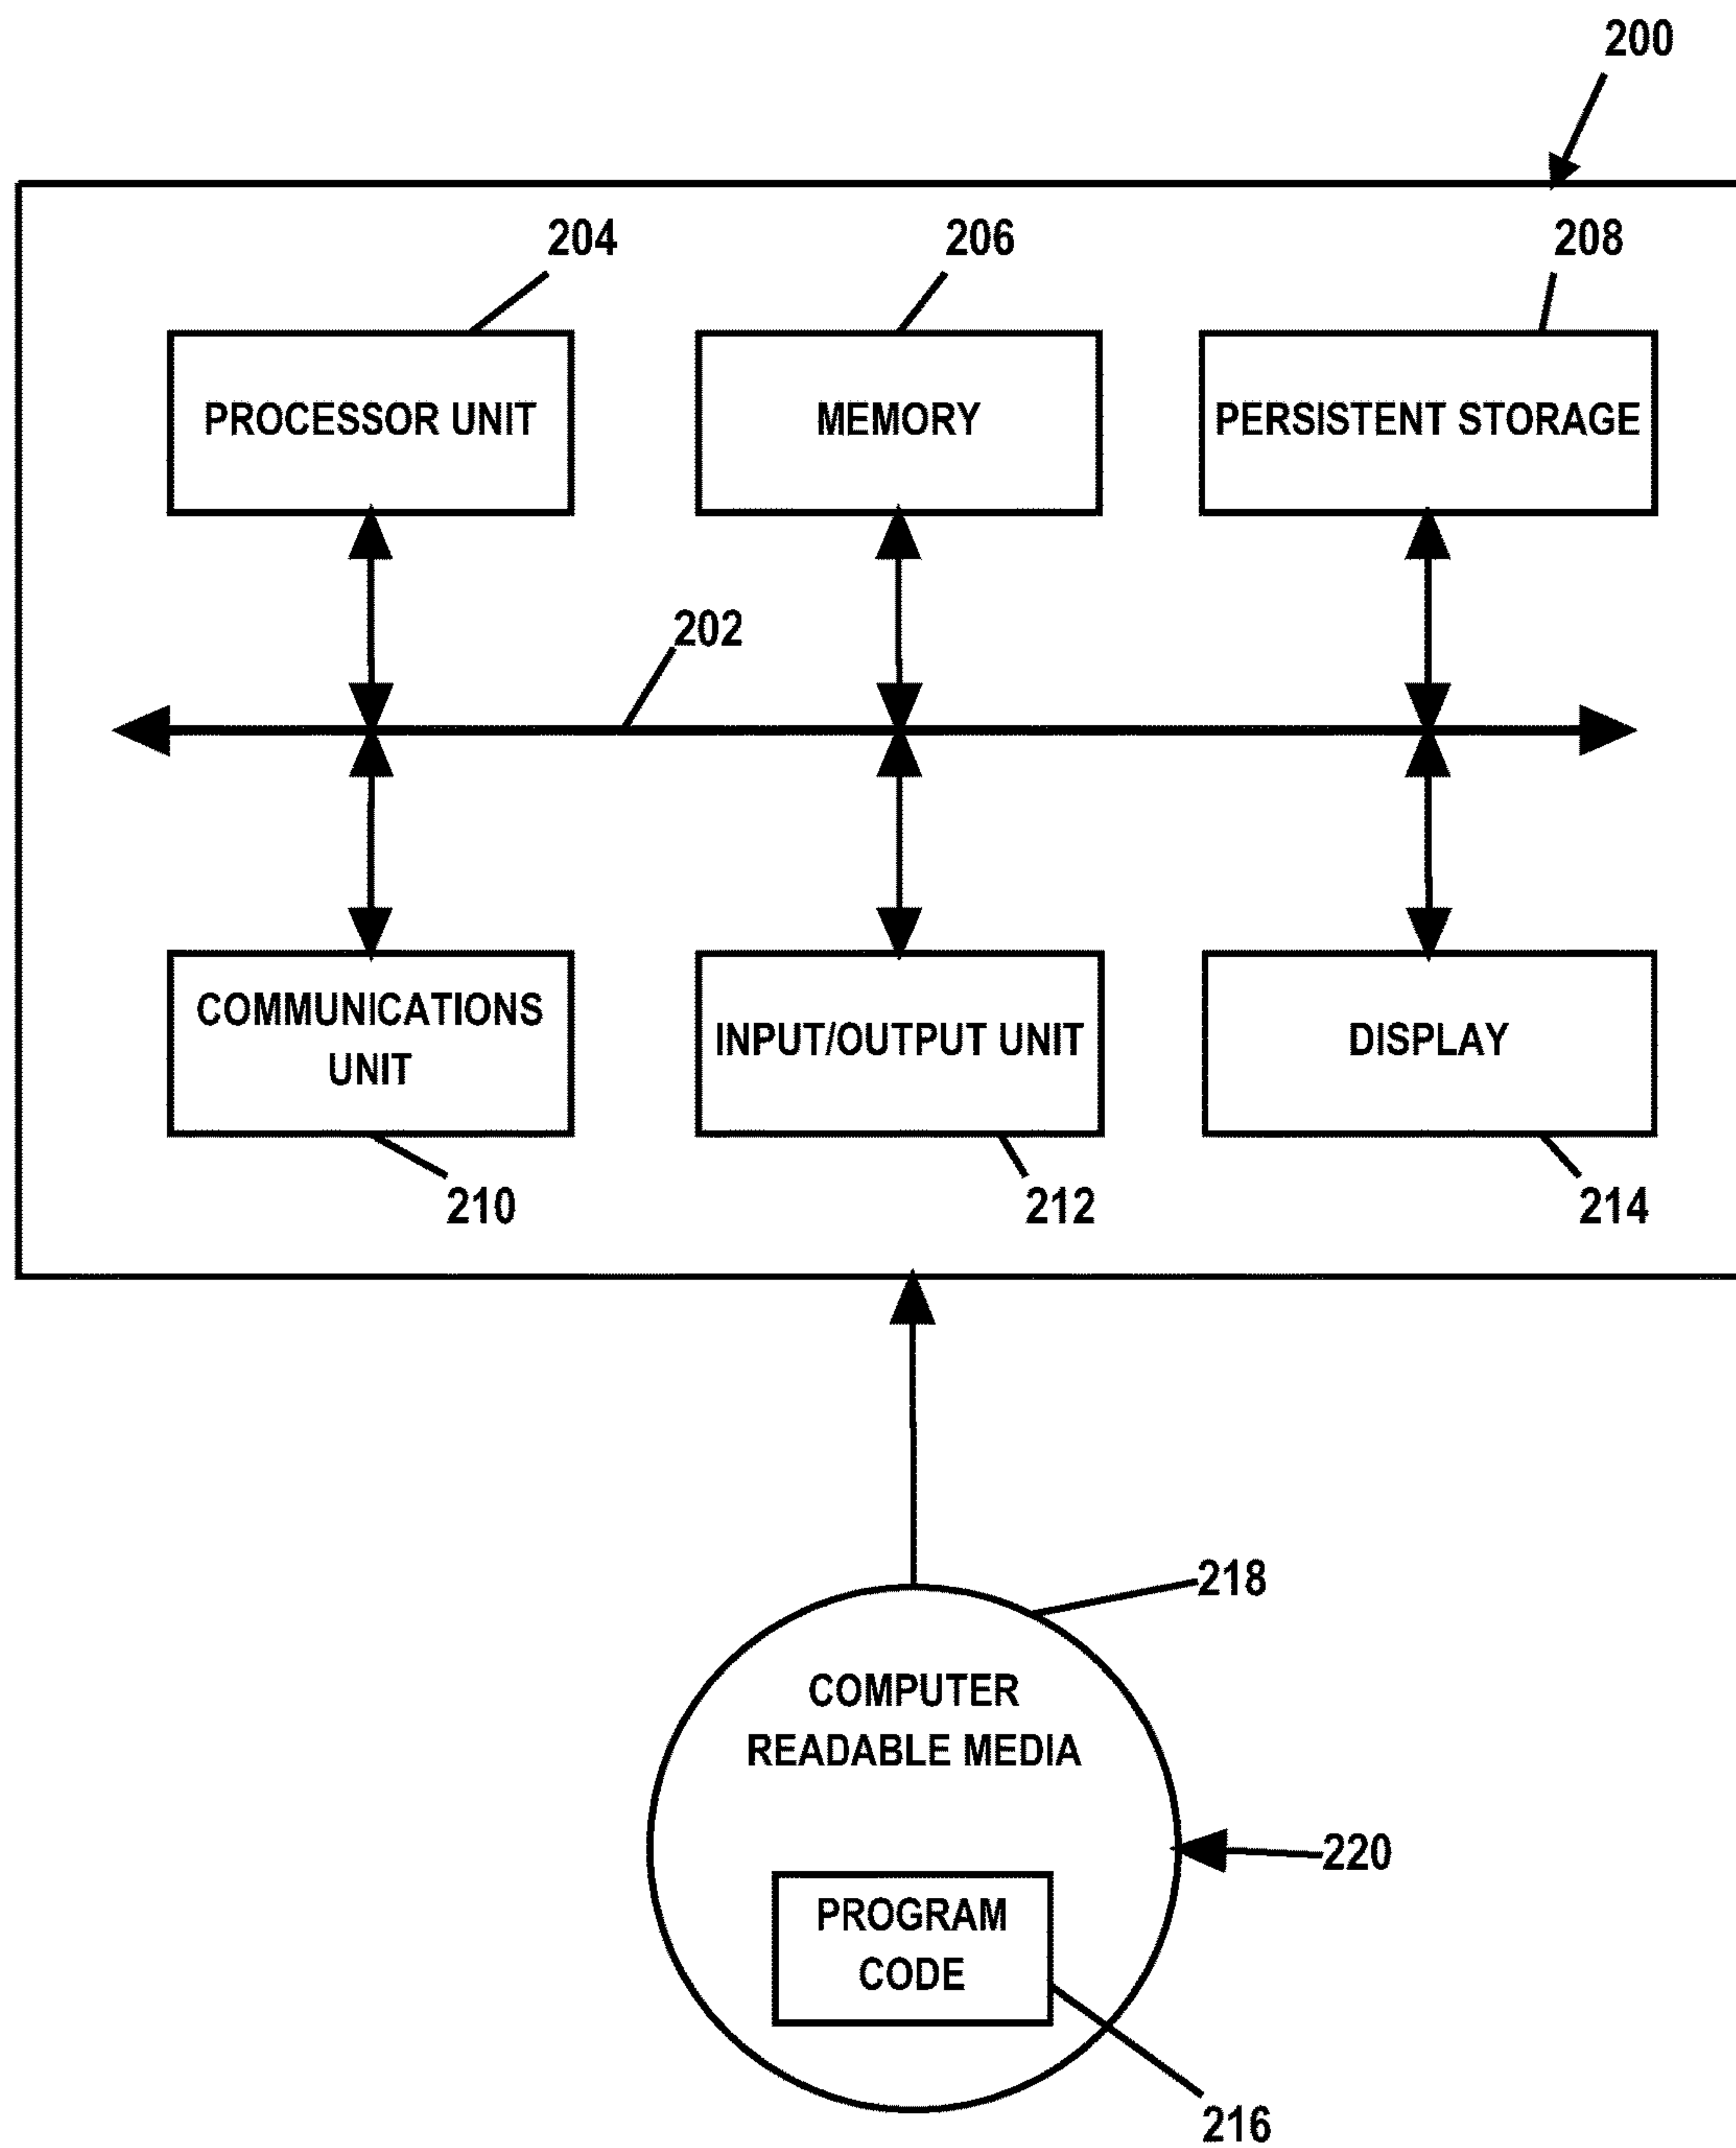 200
204
206
208
PROCESSOR UNIT
MEMORY
PERSISTENT STORAGE
202
COMMUNICATIONS
UNIT
INPUT/OUTPUT UNIT
DISPLAY
210
212
214
218
COMPUTER
READABLE MEDIA
220
PROGRAM
CODE
216